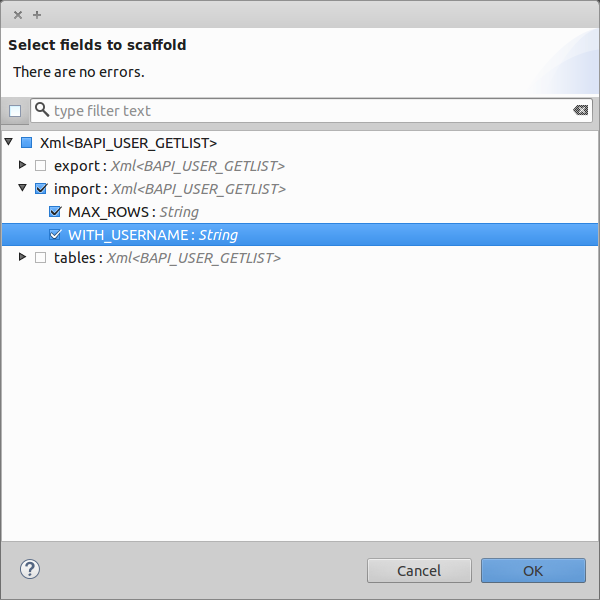 Select fields to scaffold
There are no errors.
type filter text
Xml<BAPI_USER_GETLIST>
export : Xml<BAPI_USER_GETLIST>
import : Xml<BAPI_USER_GETLIST>
MAX_ROWS : String
WITH_USERNAME : String
tables : Xml<BAPI_USER_GETLIST>
? Cancel OK